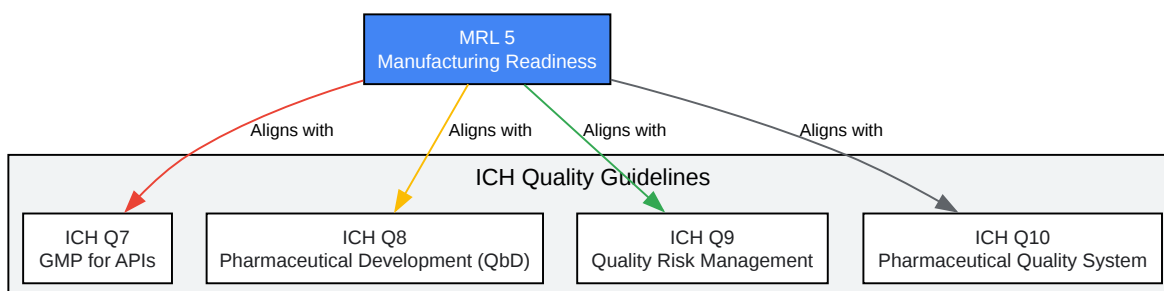 MRL 5
Manufacturing Readiness
Aligns with
Aligns with
Aligns with
Aligns with
ICH Quality Guidelines
ICH Q7
GMP for APIs
ICH Q8
Pharmaceutical Development (QbD)
ICH Q9
Quality Risk Management
ICH Q10
Pharmaceutical Quality System